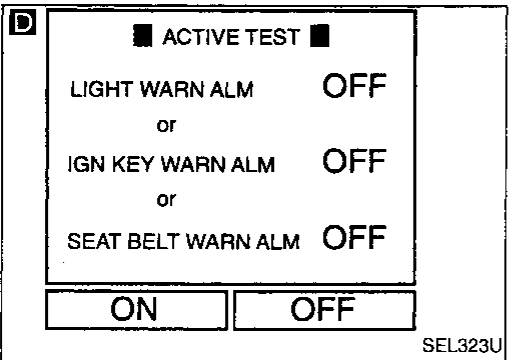 D
ACTIVE TEST
LIGHT WARN ALM OFF
or
IGN KEY WARN ALM OFF
or
SEAT BELT WARN ALM OFF
ON OFF
SEL323U